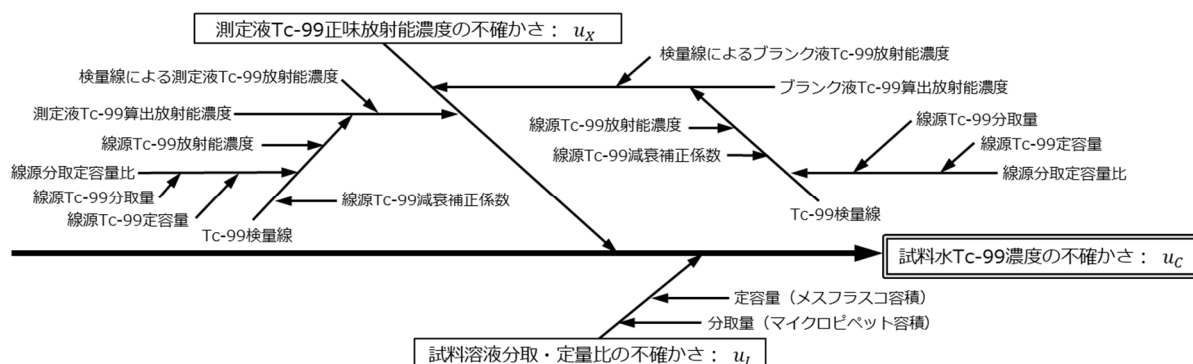 測定液Tc-99正味放射能濃度の不確かさ： u_X
検量線によるブランク液Tc-99放射能濃度
検量線による測定液Tc-99放射能濃度
ブランク液Tc-99算出放射能濃度
測定液Tc-99算出放射能濃度
線源Tc-99放射能濃度
線源Tc-99分取量
線源Tc-99放射能濃度
線源Tc-99定容量
線源Tc-99減衰補正係数
線源分取定容量比
線源分取定容量比
線源Tc-99分取量
線源Tc-99減衰補正係数
線源Tc-99定容量
Tc-99検量線
Tc-99検量線
試料水Tc-99濃度の不確かさ： u_C
定容量（メスフラスコ容積）
分取量（マイクロピペット容積）
試料溶液分取・定量比の不確かさ： u_I